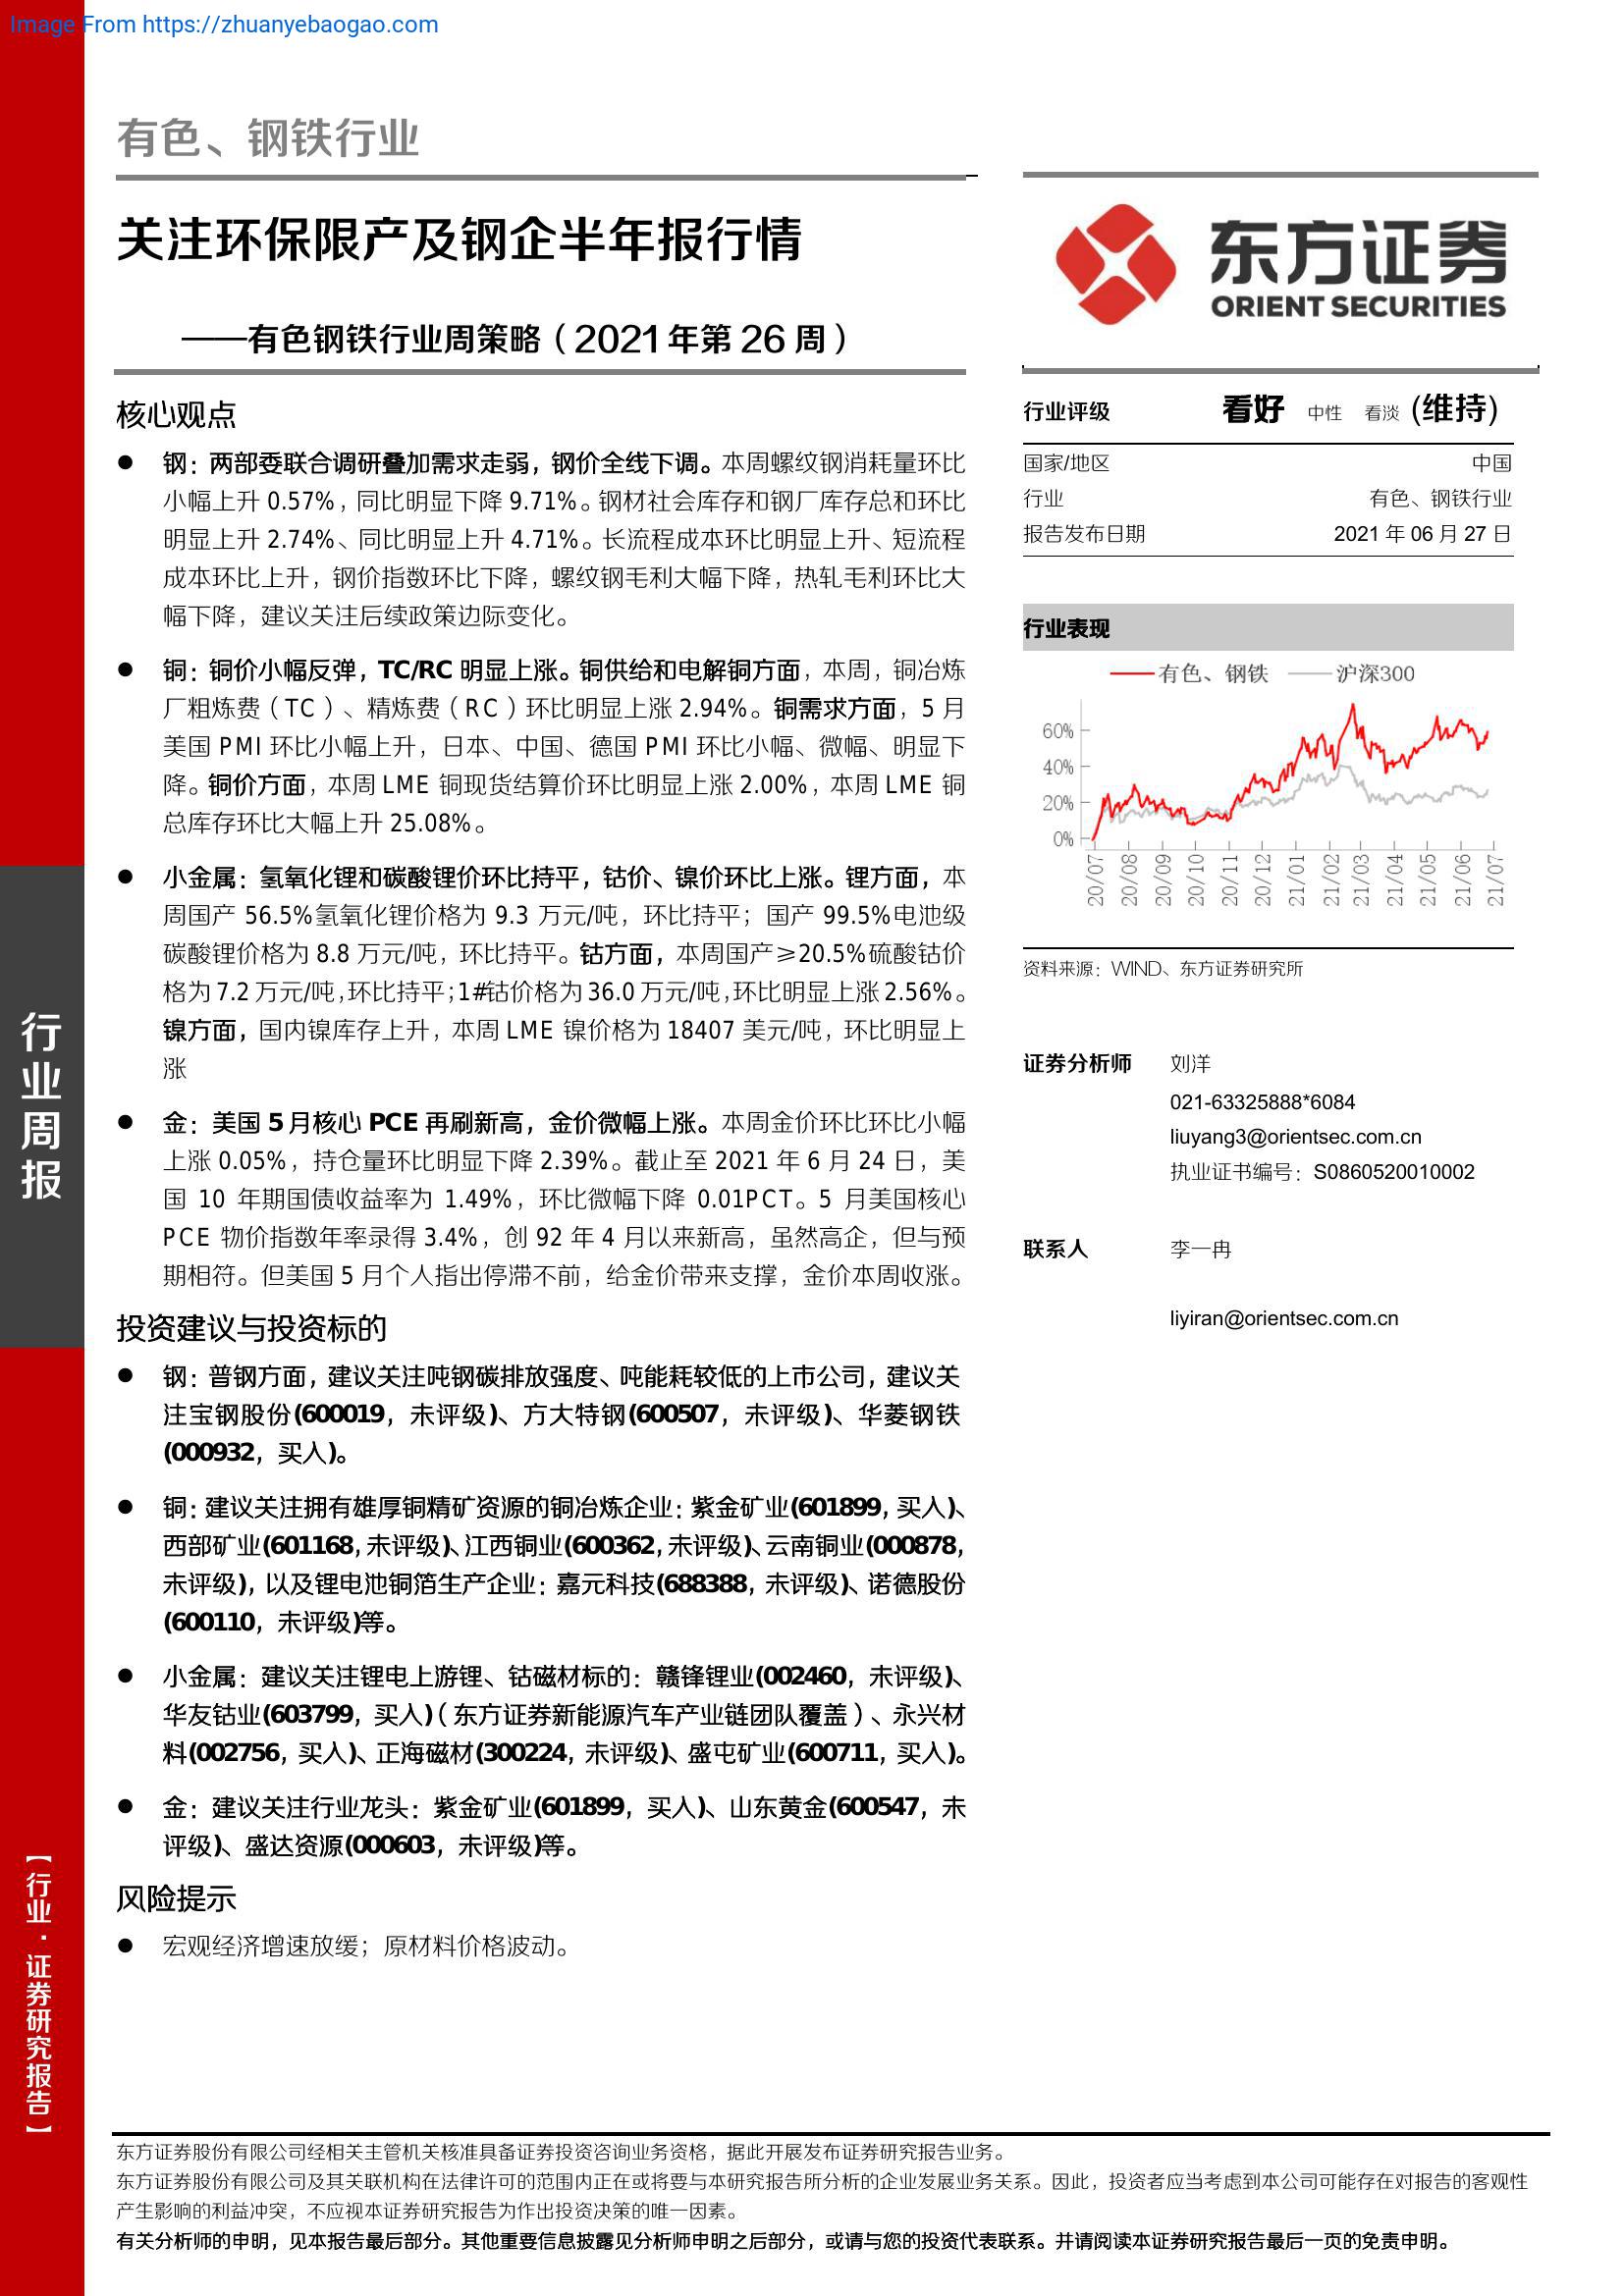 Image From https://zhuanyebaogao.com
有色、钢铁行业
关注环保限产及钢企半年报行情
——有色钢铁行业周策略（2021年第 26 周）
核心观点
● 钢：两部委联合调研叠加需求走弱，钢价全线下调。本周螺纹钢消耗量环比
小幅上升 0.57%，同比明显下降 9.71%。钢材社会库存和钢厂库存总和环比
明显上升 2.74%、同比明显上升 4.71%。长流程成本环比明显上升、短流程
成本环比上升，钢价指数环比下降，螺纹钢毛利大幅下降，热轧毛利环比大
幅下降，建议关注后续政策边际变化。
● 铜：铜价小幅反弹，TC/RC 明显上涨。铜供给和电解铜方面，本周，铜冶炼
厂粗炼费（TC）、精炼费（RC）环比明显上涨 2.94%。铜需求方面，5 月
美国 PMI 环比小幅上升，日本、中国、德国 PMI 环比小幅、微幅、明显下
降。铜价方面，本周 LME 铜现货结算价环比明显上涨 2.00%，本周 LME 铜
总库存环比大幅上升 25.08%。
● 小金属：氢氧化锂和碳酸锂价环比持平，钴价、镍价环比上涨。锂方面，本
周国产 56.5%氢氧化锂价格为 9.3 万元/吨，环比持平；国产 99.5%电池级
碳酸锂价格为 8.8 万元/吨，环比持平。钴方面，本周国产≥20.5%硫酸钴价
格为 7.2 万元/吨，环比持平；1#钴价格为 36.0 万元/吨，环比明显上涨 2.56%。
镍方面，国内镍库存上升，本周 LME 镍价格为 18407 美元/吨，环比明显上
涨
● 金：美国 5 月核心 PCE 再刷新高，金价微幅上涨。本周金价环比环比小幅
上涨 0.05%，持仓量环比明显下降 2.39%。截止至 2021 年 6 月 24 日，美
国 10 年期国债收益率为 1.49%，环比微幅下降 0.01PCT。5 月美国核心
PCE 物价指数年率录得 3.4%，创 92 年 4 月以来新高，虽然高企，但与预
期相符。但美国 5 月个人指出停滞不前，给金价带来支撑，金价本周收涨。
投资建议与投资标的
● 钢：普钢方面，建议关注吨钢碳排放强度、吨能耗较低的上市公司，建议关
注宝钢股份(600019，未评级)、方大特钢(600507，未评级)、华菱钢铁
(000932，买入)。
● 铜：建议关注拥有雄厚铜精矿资源的铜冶炼企业：紫金矿业(601899，买入)、
西部矿业(601168，未评级)、江西铜业(600362，未评级)、云南铜业(000878，
未评级)，以及锂电池铜箔生产企业：嘉元科技(688388，未评级)、诺德股份
(600110，未评级)等。
● 小金属：建议关注锂电上游锂、钴磁材标的：赣锋锂业(002460，未评级)、
华友钴业(603799，买入)（东方证券新能源汽车产业链团队覆盖）、永兴材
料(002756，买入)、正海磁材(300224，未评级)、盛屯矿业(600711，买入)。
● 金：建议关注行业龙头：紫金矿业(601899，买入)、山东黄金(600547，未
评级)、盛达资源(000603，未评级)等。
风险提示
● 宏观经济增速放缓；原材料价格波动。
东方证券
ORIENT SECURITIES
行业评级 看好 中性 看淡 (维持)
国家/地区 中国
行业 有色、钢铁行业
报告发布日期 2021 年 06 月 27 日
行业表现
有色、钢铁 沪深300
60%
40%
20%
0%
20/07 20/08 20/09 20/10 20/11 20/12 21/01 21/02 21/03 21/04 21/05 21/06 21/07
资料来源：WIND、东方证券研究所
证券分析师 刘洋
021-63325888*6084
liuyang3@orientsec.com.cn
执业证书编号：S0860520010002
联系人 李一冉
liyiran@orientsec.com.cn
行业周报
【行业·证券研究报告】
东方证券股份有限公司经相关主管机关核准具备证券投资咨询业务资格，据此开展发布证券研究报告业务。
东方证券股份有限公司及其关联机构在法律许可的范围内正在或将要与本研究报告所分析的企业发展业务关系。因此，投资者应当考虑到本公司可能存在对报告的客观性
产生影响的利益冲突，不应视本证券研究报告为作出投资决策的唯一因素。
有关分析师的申明，见本报告最后部分。其他重要信息披露见分析师申明之后部分，或请与您的投资代表联系。并请阅读本证券研究报告最后一页的免责申明。